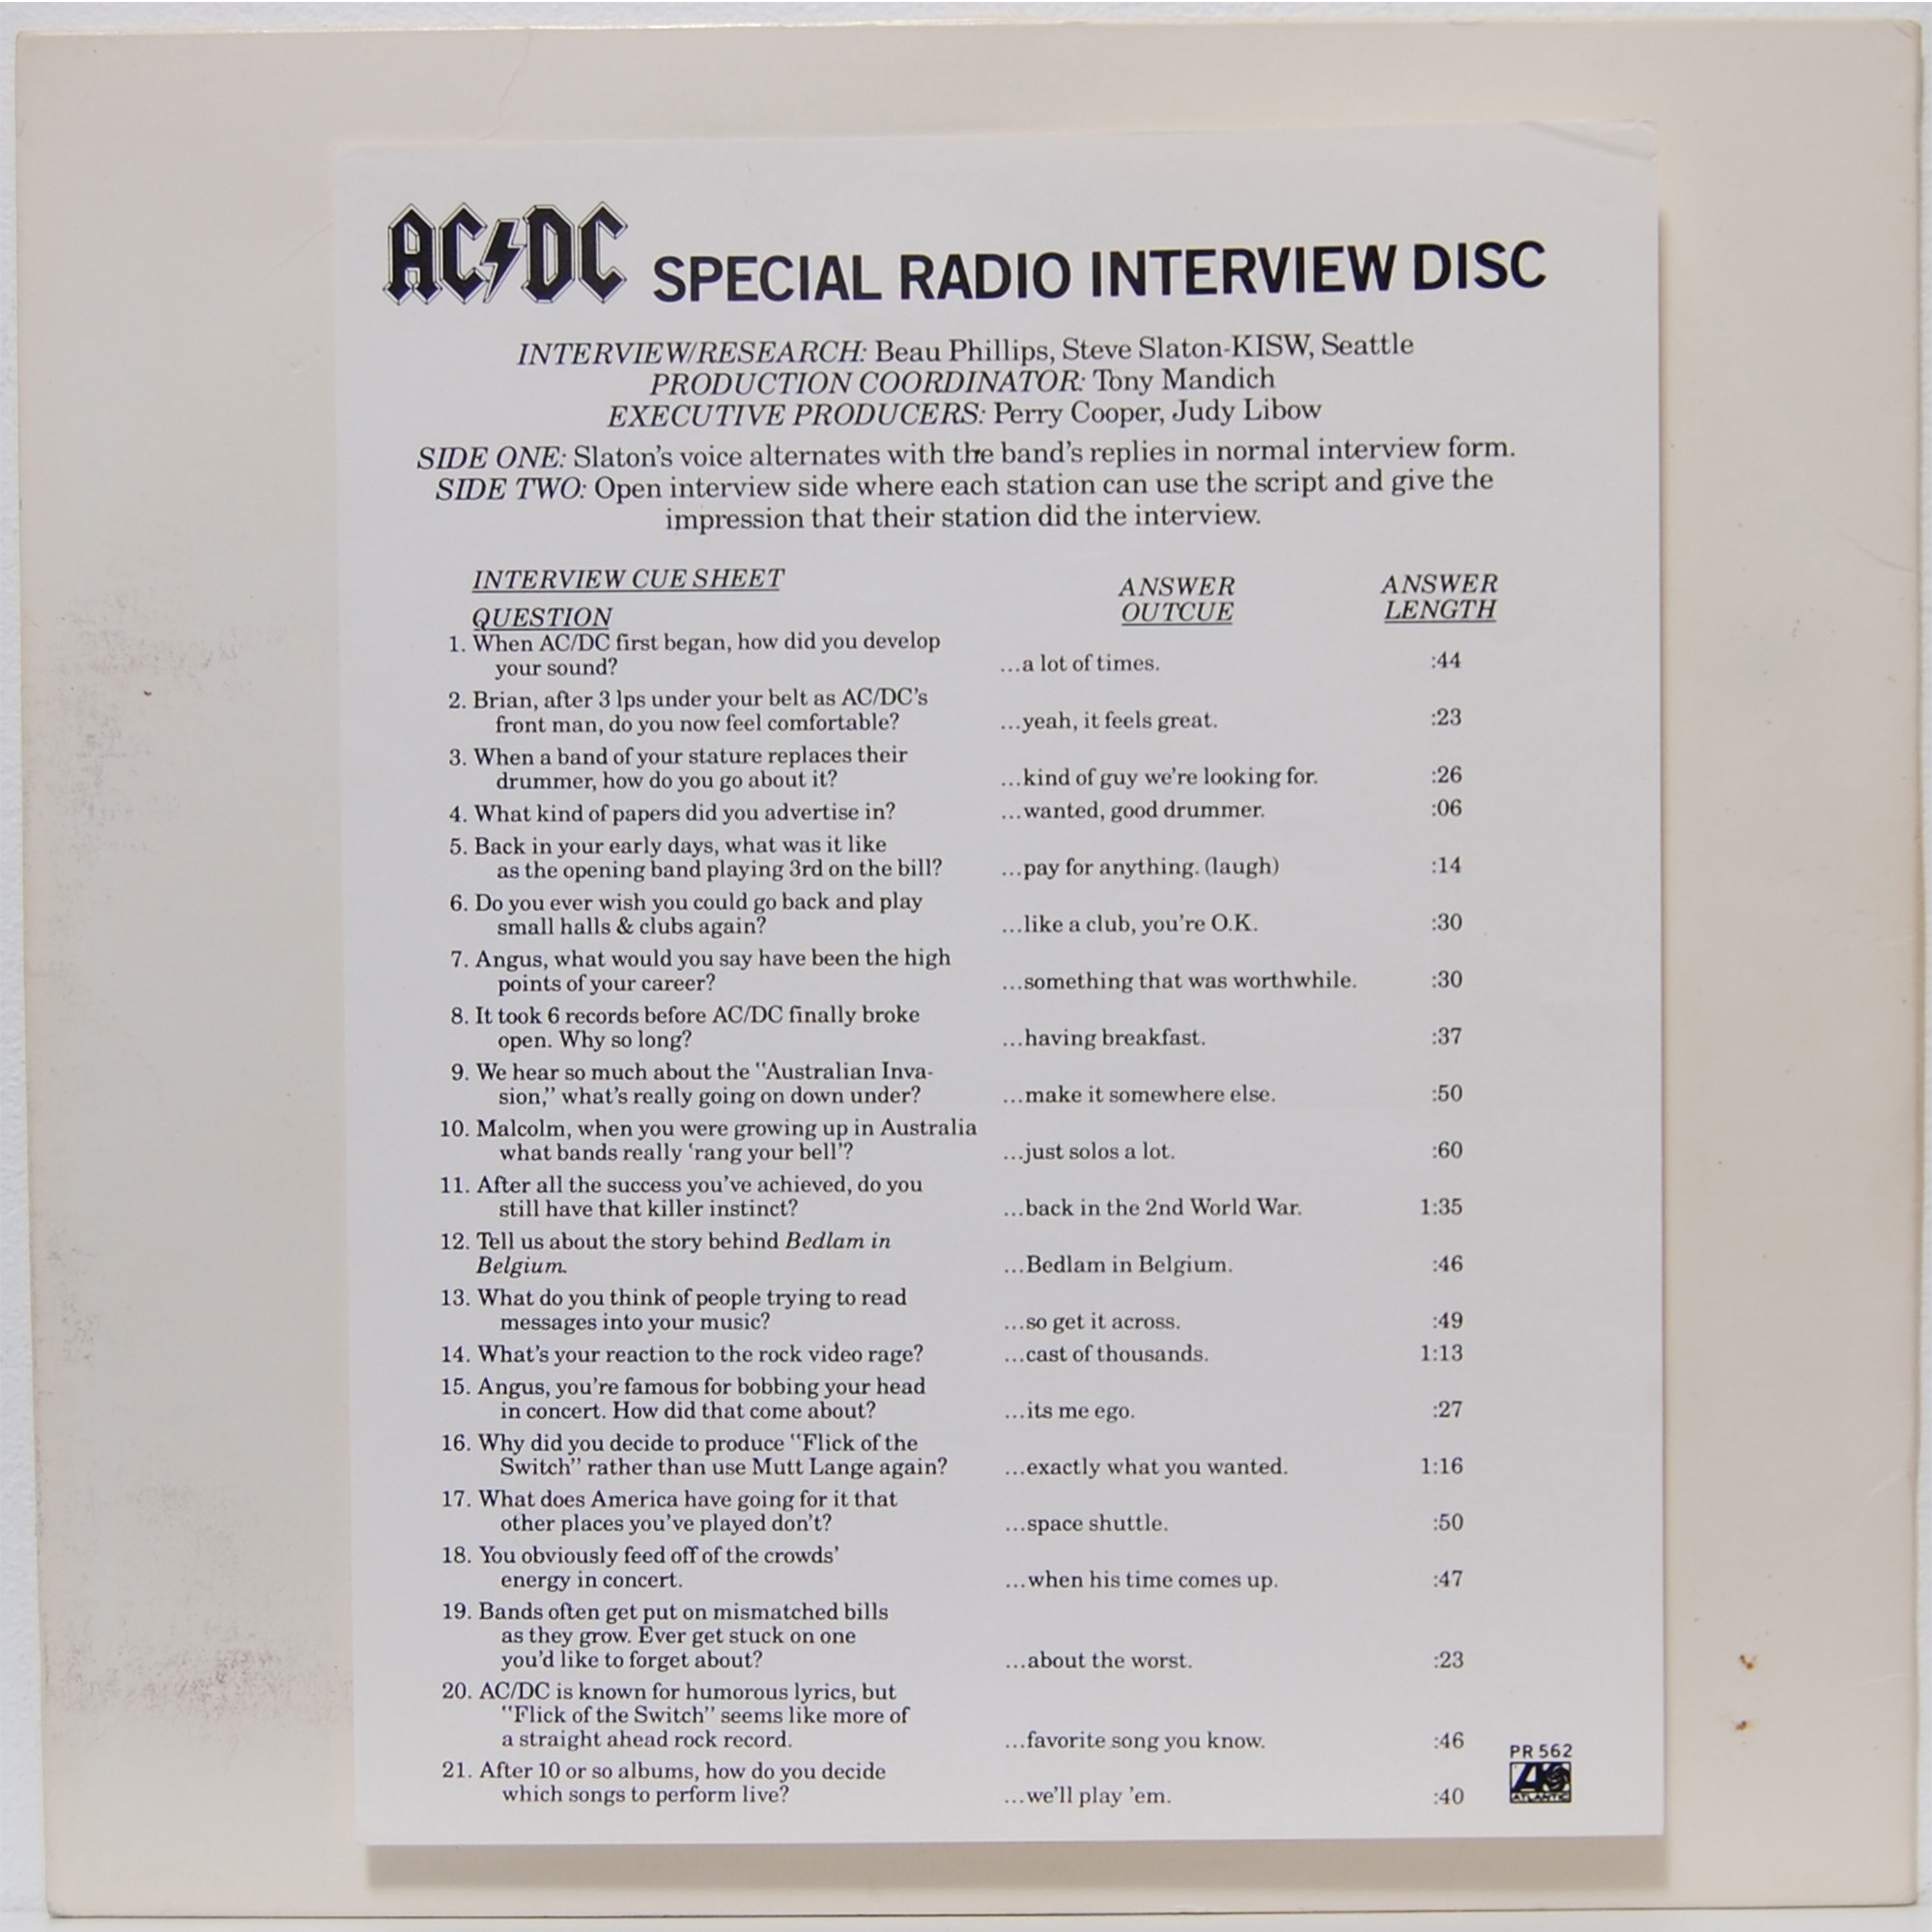 AC/DC SPECIAL RADIO INTERVIEW DISC
INTERVIEW/RESEARCH: Beau Phillips, Steve Slaton-KISW, Seattle
PRODUCTION COORDINATOR: Tony Mandich
EXECUTIVE PRODUCERS: Perry Cooper, Judy Libow
SIDE ONE: Slaton's voice alternates with the band's replies in normal interview form.
SIDE TWO: Open interview side where each station can use the script and give the
impression that their station did the interview.
INTERVIEW CUE SHEET
QUESTION ANSWER OUTCUE ANSWER LENGTH
1. When AC/DC first began, how did you develop
your sound? ...a lot of times. :44
2. Brian, after 3 lps under your belt as AC/DC's
front man, do you now feel comfortable? ...yeah, it feels great. :23
3. When a band of your stature replaces their
drummer, how do you go about it? ...kind of guy we're looking for. :26
4. What kind of papers did you advertise in? ...wanted, good drummer. :06
5. Back in your early days, what was it like
as the opening band playing 3rd on the bill? ...pay for anything. (laugh) :14
6. Do you ever wish you could go back and play
small halls & clubs again? ...like a club, you're O.K. :30
7. Angus, what would you say have been the high
points of your career? ...something that was worthwhile. :30
8. It took 6 records before AC/DC finally broke
open. Why so long? ...having breakfast. :37
9. We hear so much about the "Australian Inva-
sion," what's really going on down under? ...make it somewhere else. :50
10. Malcolm, when you were growing up in Australia
what bands really 'rang your bell'? ...just solos a lot. :60
11. After all the success you've achieved, do you
still have that killer instinct? ...back in the 2nd World War. 1:35
12. Tell us about the story behind Bedlam in
Belgium. ...Bedlam in Belgium. :46
13. What do you think of people trying to read
messages into your music? ...so get it across. :49
14. What's your reaction to the rock video rage? ...cast of thousands. 1:13
15. Angus, you're famous for bobbing your head
in concert. How did that come about? ...its me ego. :27
16. Why did you decide to produce "Flick of the
Switch" rather than use Mutt Lange again? ...exactly what you wanted. 1:16
17. What does America have going for it that
other places you've played don't? ...space shuttle. :50
18. You obviously feed off of the crowds'
energy in concert. ...when his time comes up. :47
19. Bands often get put on mismatched bills
as they grow. Ever get stuck on one
you'd like to forget about? ...about the worst. :23
20. AC/DC is known for humorous lyrics, but
"Flick of the Switch" seems like more of
a straight ahead rock record. ...favorite song you know. :46
21. After 10 or so albums, how do you decide
which songs to perform live? ...we'll play 'em. :40
PR 562
ATLANTIC